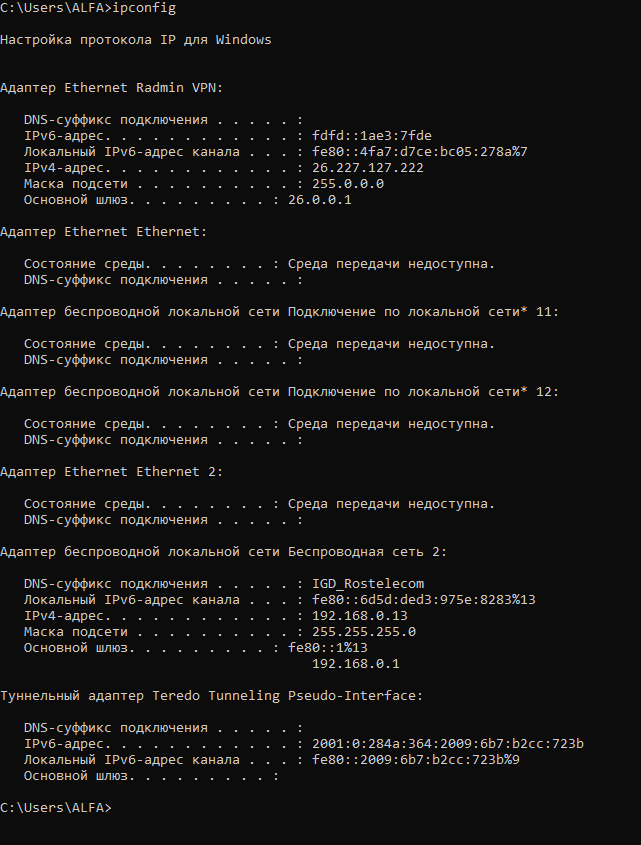 C:\Users\ALFA>ipconfig
Настройка протокола IP для Windows
Адаптер Ethernet Radmin VPN:
DNS-суффикс подключения . . . . . :
IPv6-адрес. . . . . . . . . . . . : fdfd::1ae3:7fde
Локальный IPv6-адрес канала . . . : fe80::4fa7:d7ce:bc05:278a%7
IPv4-адрес. . . . . . . . . . . . : 26.227.127.222
Маска подсети . . . . . . . . . . : 255.0.0.0
Основной шлюз. . . . . . . . . : 26.0.0.1
Адаптер Ethernet Ethernet:
Состояние среды. . . . . . . . : Среда передачи недоступна.
DNS-суффикс подключения . . . . . :
Адаптер беспроводной локальной сети Подключение по локальной сети* 11:
Состояние среды. . . . . . . . : Среда передачи недоступна.
DNS-суффикс подключения . . . . . :
Адаптер беспроводной локальной сети Подключение по локальной сети* 12:
Состояние среды. . . . . . . . : Среда передачи недоступна.
DNS-суффикс подключения . . . . . :
Адаптер Ethernet Ethernet 2:
Состояние среды. . . . . . . . : Среда передачи недоступна.
DNS-суффикс подключения . . . . . :
Адаптер беспроводной локальной сети Беспроводная сеть 2:
DNS-суффикс подключения . . . . . : IGD_Rostelecom
Локальный IPv6-адрес канала . . . : fe80::6d5d:ded3:975e:8283%13
IPv4-адрес. . . . . . . . . . . . : 192.168.0.13
Маска подсети . . . . . . . . . . : 255.255.255.0
Основной шлюз. . . . . . . . . : fe80::1%13
192.168.0.1
Туннельный адаптер Teredo Tunneling Pseudo-Interface:
DNS-суффикс подключения . . . . . :
IPv6-адрес. . . . . . . . . . . . : 2001:0:284a:364:2009:6b7:b2cc:723b
Локальный IPv6-адрес канала . . . : fe80::2009:6b7:b2cc:723b%9
Основной шлюз. . . . . . . . . :
C:\Users\ALFA>